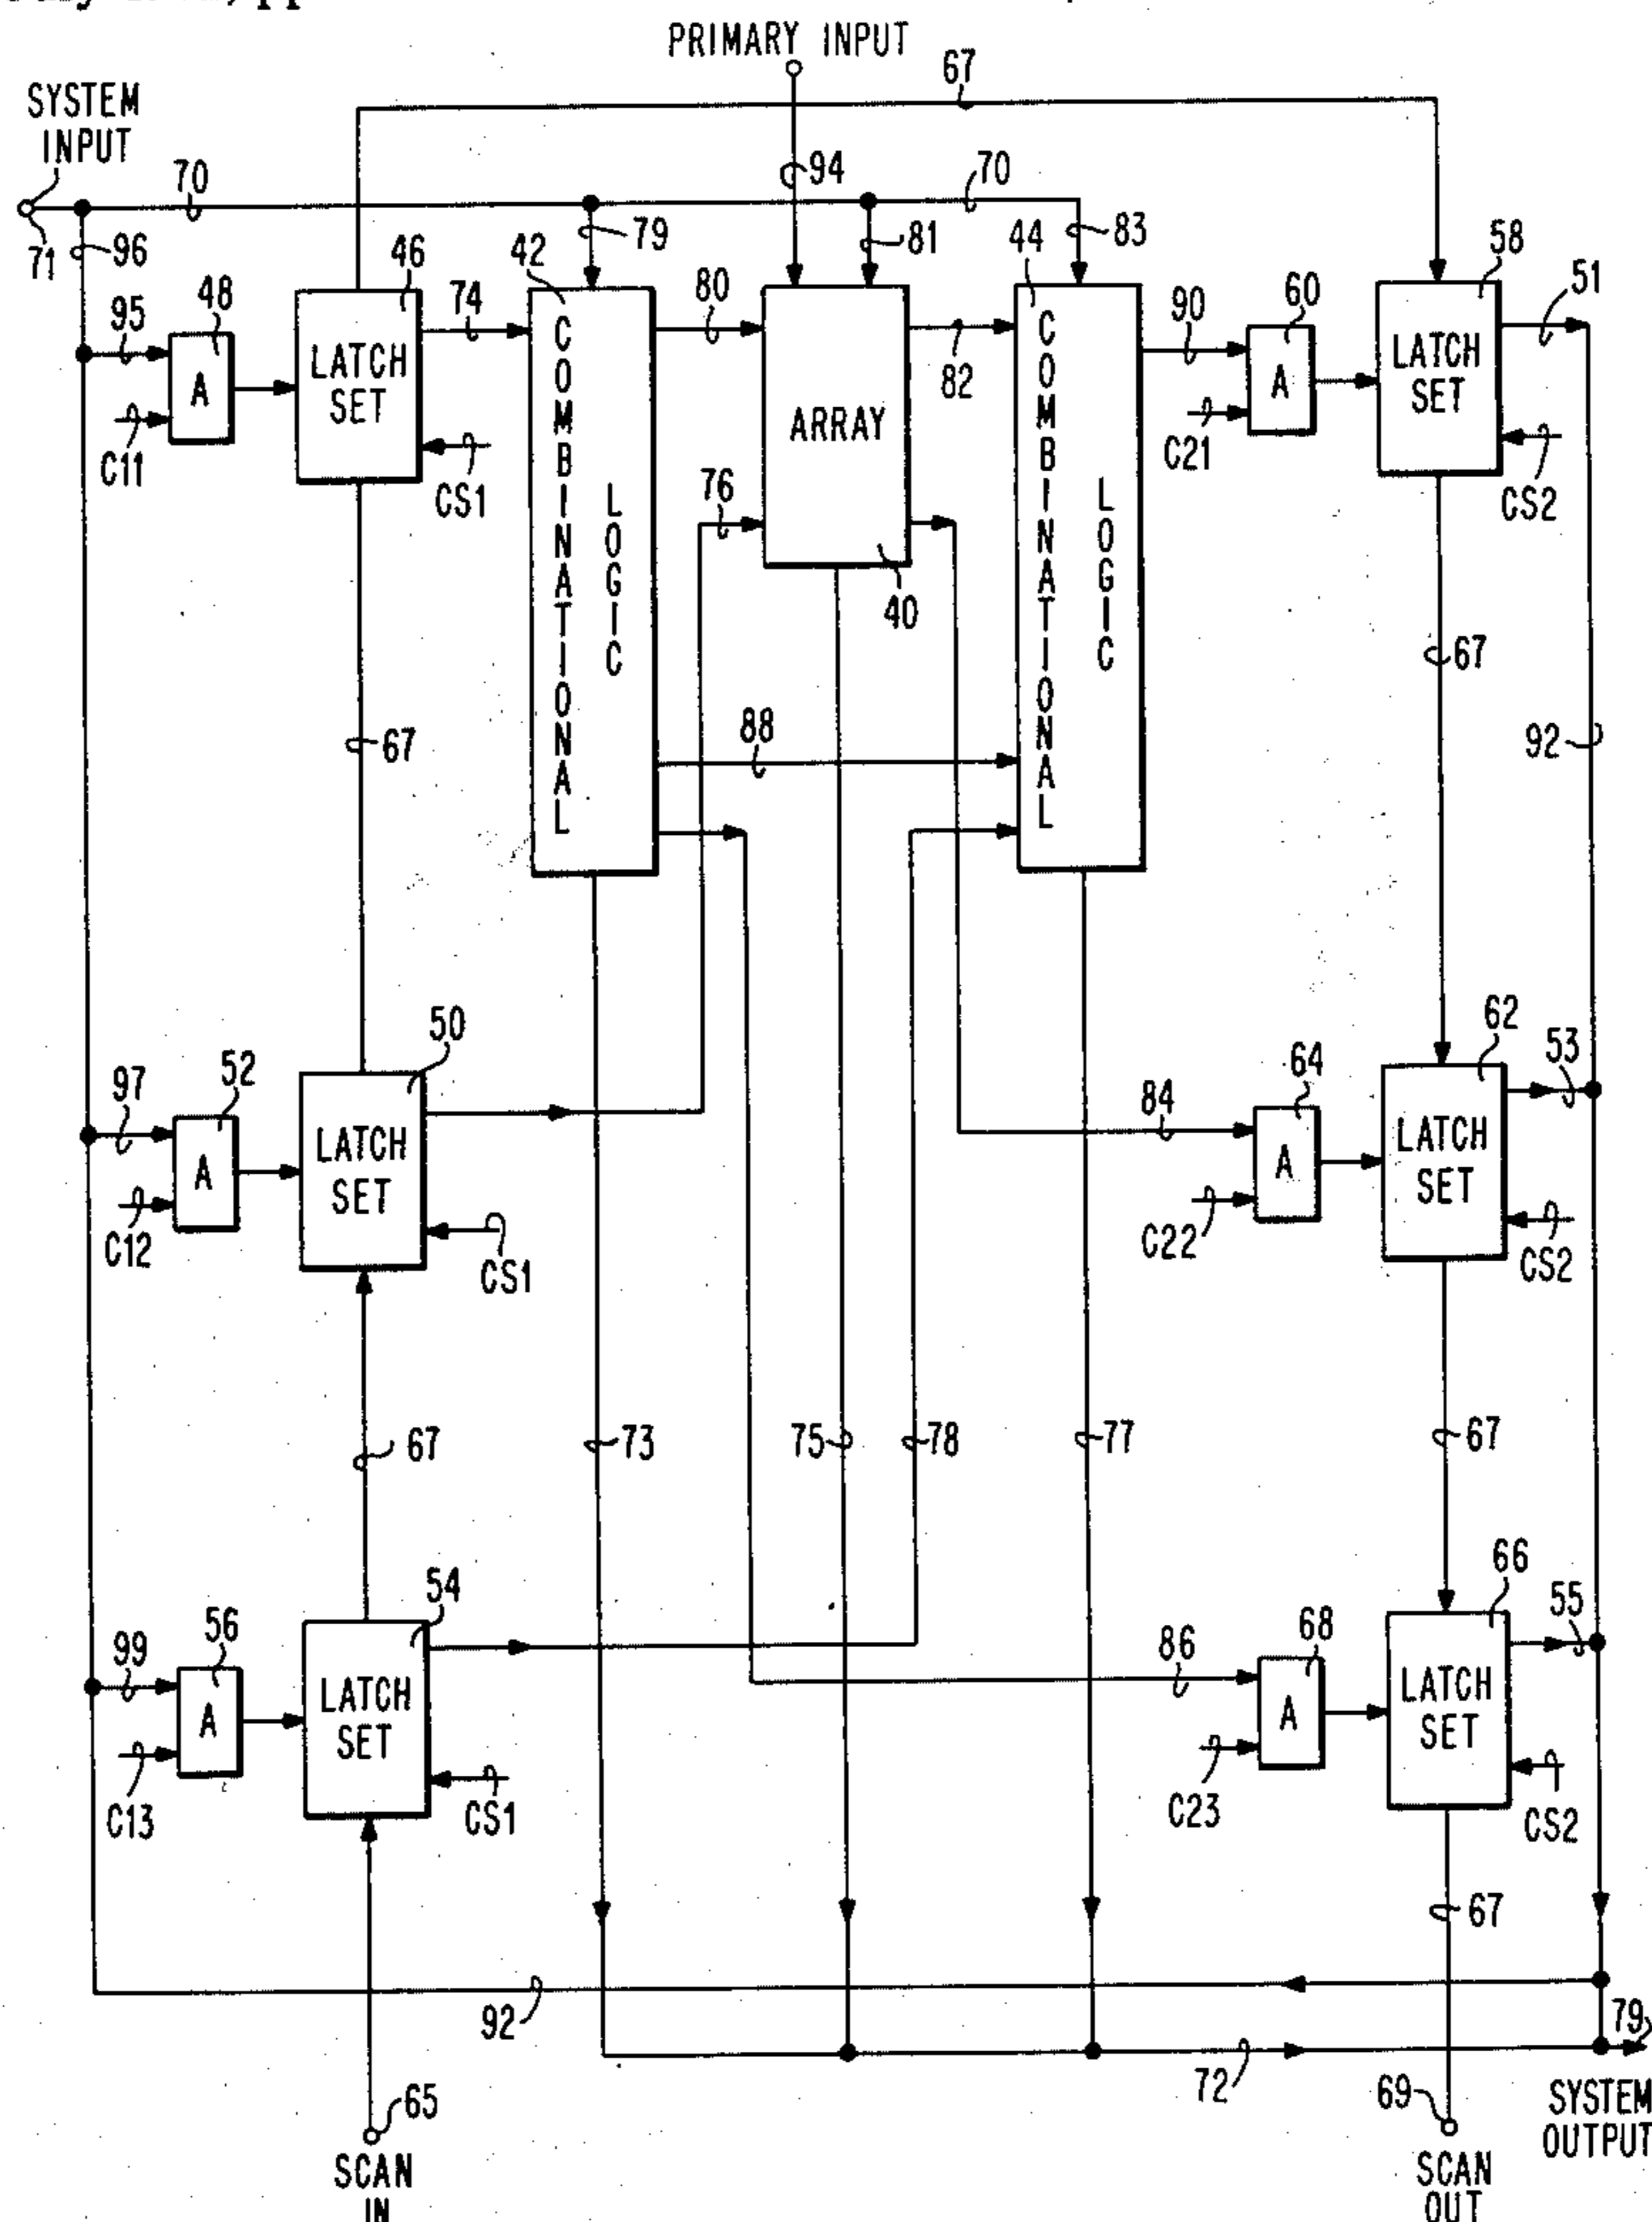 PRIMARY INPUT
67
SYSTEM
INPUT
70
94
70
71
96
79
81
83
42
44
46
58
48
95
74
80
82
90
60
51
A
LATCH
SET
COMBINATIONAL
LOGIC
ARRAY
COMBINATIONAL
LOGIC
A
LATCH
SET
C11
CS1
76
C21
CS2
40
67
67
88
92
50
62
52
97
64
53
84
A
LATCH
SET
A
LATCH
SET
C12
CS1
C22
CS2
67
73
75
78
77
67
54
66
56
99
68
55
86
A
LATCH
SET
A
LATCH
SET
C13
CS1
C23
CS2
67
92
79
72
65
69
SYSTEM
OUTPUT
SCAN
IN
SCAN
OUT